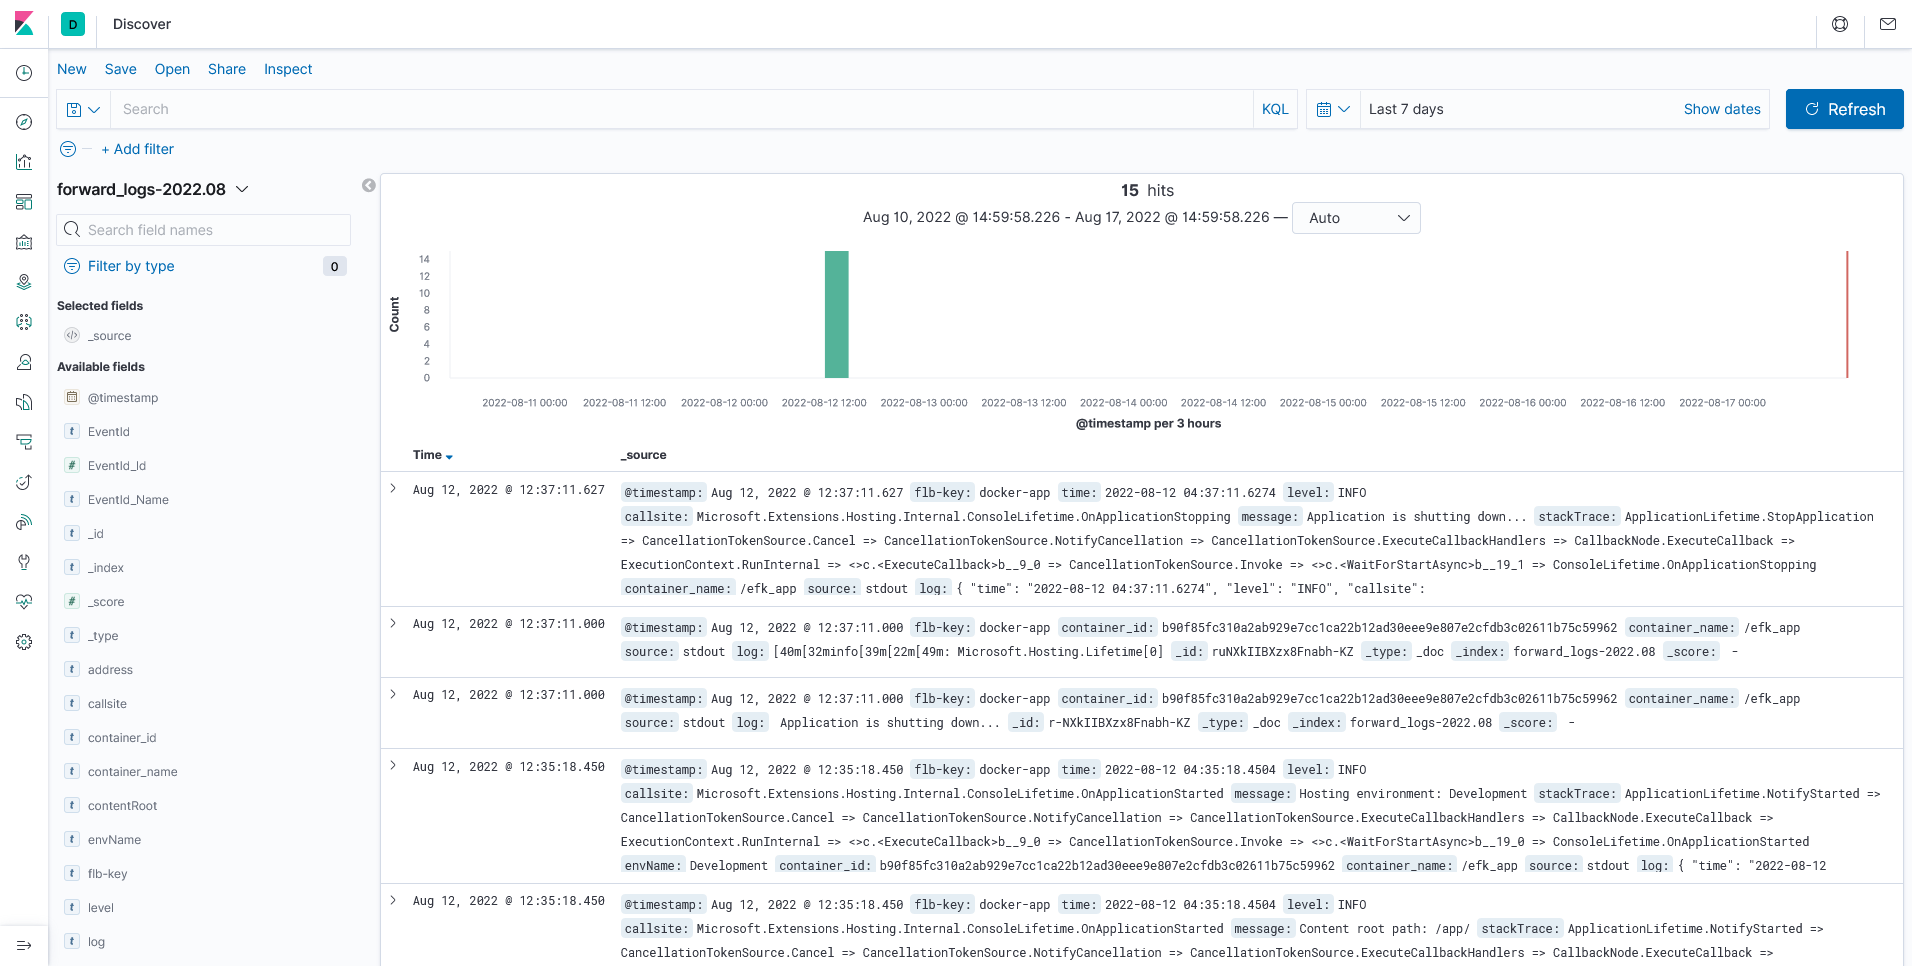 D Discover
New Save Open Share Inspect
Search KQL Last 7 days Show dates Refresh
+ Add filter
forward_logs-2022.08
Search field names
Filter by type 0
Selected fields
_source
Available fields
@timestamp
EventId
EventId_Id
EventId_Name
_id
_index
_score
_type
address
callsite
container_id
container_name
contentRoot
envName
flb-key
level
log
15 hits
Aug 10, 2022 @ 14:59:58.226 - Aug 17, 2022 @ 14:59:58.226 — Auto
Count
14
12
10
8
6
4
2
0
2022-08-11 00:00 2022-08-11 12:00 2022-08-12 00:00 2022-08-12 12:00 2022-08-13 00:00 2022-08-13 12:00 2022-08-14 00:00 2022-08-14 12:00 2022-08-15 00:00 2022-08-15 12:00 2022-08-16 00:00 2022-08-16 12:00 2022-08-17 00:00
@timestamp per 3 hours
Time _source
Aug 12, 2022 @ 12:37:11.627 @timestamp: Aug 12, 2022 @ 12:37:11.627 flb-key: docker-app time: 2022-08-12 04:37:11.6274 level: INFO
callsite: Microsoft.Extensions.Hosting.Internal.ConsoleLifetime.OnApplicationStopping message: Application is shutting down... stackTrace: ApplicationLifetime.StopApplication
=> CancellationTokenSource.Cancel => CancellationTokenSource.NotifyCancellation => CancellationTokenSource.ExecuteCallbackHandlers => CallbackNode.ExecuteCallback =>
ExecutionContext.RunInternal => <>c.<ExecuteCallback>b__9_0 => CancellationTokenSource.Invoke => <>c.<WaitForStartAsync>b__19_1 => ConsoleLifetime.OnApplicationStopping
container_name: /efk_app source: stdout log: { "time": "2022-08-12 04:37:11.6274", "level": "INFO", "callsite":
Aug 12, 2022 @ 12:37:11.000 @timestamp: Aug 12, 2022 @ 12:37:11.000 flb-key: docker-app container_id: b90f85fc310a2ab929e7cc1ca22b12ad30eee9e807e2cfdb3c02611b75c59962 container_name: /efk_app
source: stdout log: [40m[32minfo[39m[22m[49m: Microsoft.Hosting.Lifetime[0] _id: ruNXkIIBXzx8Fnabh-KZ _type: _doc _index: forward_logs-2022.08 _score: -
Aug 12, 2022 @ 12:37:11.000 @timestamp: Aug 12, 2022 @ 12:37:11.000 flb-key: docker-app container_id: b90f85fc310a2ab929e7cc1ca22b12ad30eee9e807e2cfdb3c02611b75c59962 container_name: /efk_app
source: stdout log: Application is shutting down... _id: r-NXkIIBXzx8Fnabh-KZ _type: _doc _index: forward_logs-2022.08 _score: -
Aug 12, 2022 @ 12:35:18.450 @timestamp: Aug 12, 2022 @ 12:35:18.450 flb-key: docker-app time: 2022-08-12 04:35:18.4504 level: INFO
callsite: Microsoft.Extensions.Hosting.Internal.ConsoleLifetime.OnApplicationStarted message: Hosting environment: Development stackTrace: ApplicationLifetime.NotifyStarted =>
CancellationTokenSource.Cancel => CancellationTokenSource.NotifyCancellation => CancellationTokenSource.ExecuteCallbackHandlers => CallbackNode.ExecuteCallback =>
ExecutionContext.RunInternal => <>c.<ExecuteCallback>b__9_0 => CancellationTokenSource.Invoke => <>c.<WaitForStartAsync>b__19_0 => ConsoleLifetime.OnApplicationStarted
envName: Development container_id: b90f85fc310a2ab929e7cc1ca22b12ad30eee9e807e2cfdb3c02611b75c59962 container_name: /efk_app source: stdout log: { "time": "2022-08-12
Aug 12, 2022 @ 12:35:18.450 @timestamp: Aug 12, 2022 @ 12:35:18.450 flb-key: docker-app time: 2022-08-12 04:35:18.4504 level: INFO
callsite: Microsoft.Extensions.Hosting.Internal.ConsoleLifetime.OnApplicationStarted message: Content root path: /app/ stackTrace: ApplicationLifetime.NotifyStarted =>
CancellationTokenSource.Cancel => CancellationTokenSource.NotifyCancellation => CancellationTokenSource.ExecuteCallbackHandlers => CallbackNode.ExecuteCallback =>